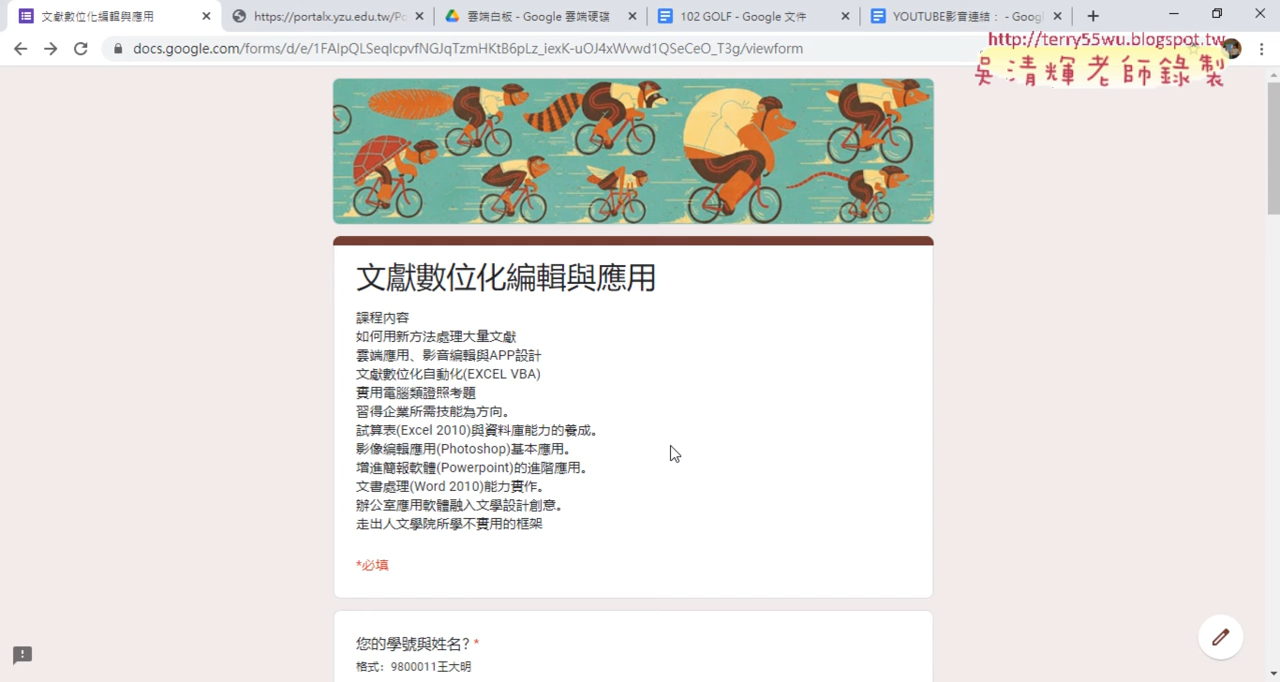 文獻數位化編輯與應用
https://portalx.yzu.edu.tw/Po
雲端白板 - Google 雲端硬碟
102 GOLF - Google 文件
YOUTUBE影音連結： - Goog
docs.google.com/forms/d/e/1FAIpQLSeqIcpvfNGJqTzmHKtB6pLz_iexK-uOJ4xWvwd1QSeCeO_T3g/viewform
http://terry55wu.blogspot.tw
吳清輝老師錄製
文獻數位化編輯與應用
課程內容
如何用新方法處理大量文獻
雲端應用、影音編輯與APP設計
文獻數位化自動化(EXCEL VBA)
實用電腦類證照考題
習得企業所需技能為方向。
試算表(Excel 2010)與資料庫能力的養成。
影像編輯應用(Photoshop)基本應用。
增進簡報軟體(Powerpoint)的進階應用。
文書處理(Word 2010)能力實作。
辦公室應用軟體融入文學設計創意。
走出人文學院所學不實用的框架
*必填
您的學號與姓名? *
格式：9800011王大明